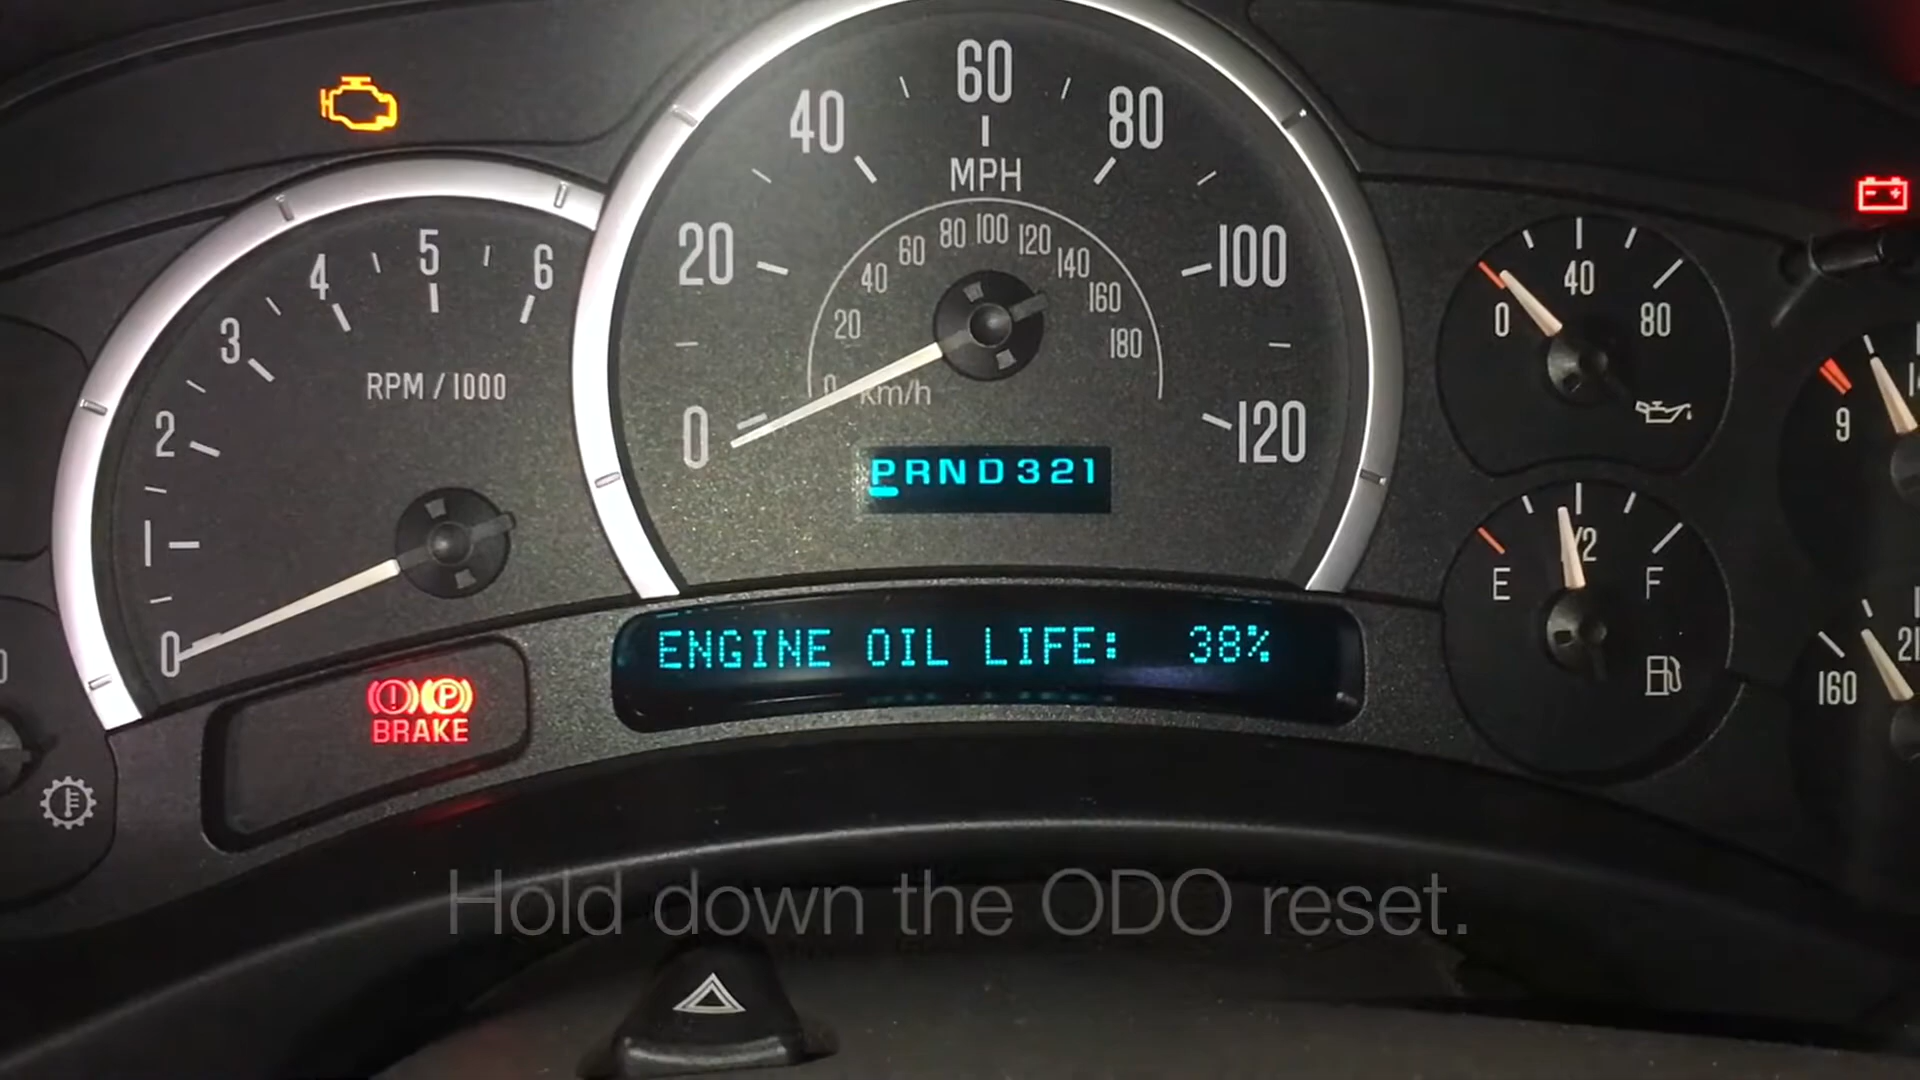 60
40
80
MPH
20
100
80 100 120
60
140
40
160
20
180
0
km/h
0
120
PRND321
5
4
6
3
RPM / 1000
2
1
0
BRAKE
ENGINE OIL LIFE: 38%
40
0
80
1/2
E
F
9
160
Hold down the ODO reset.